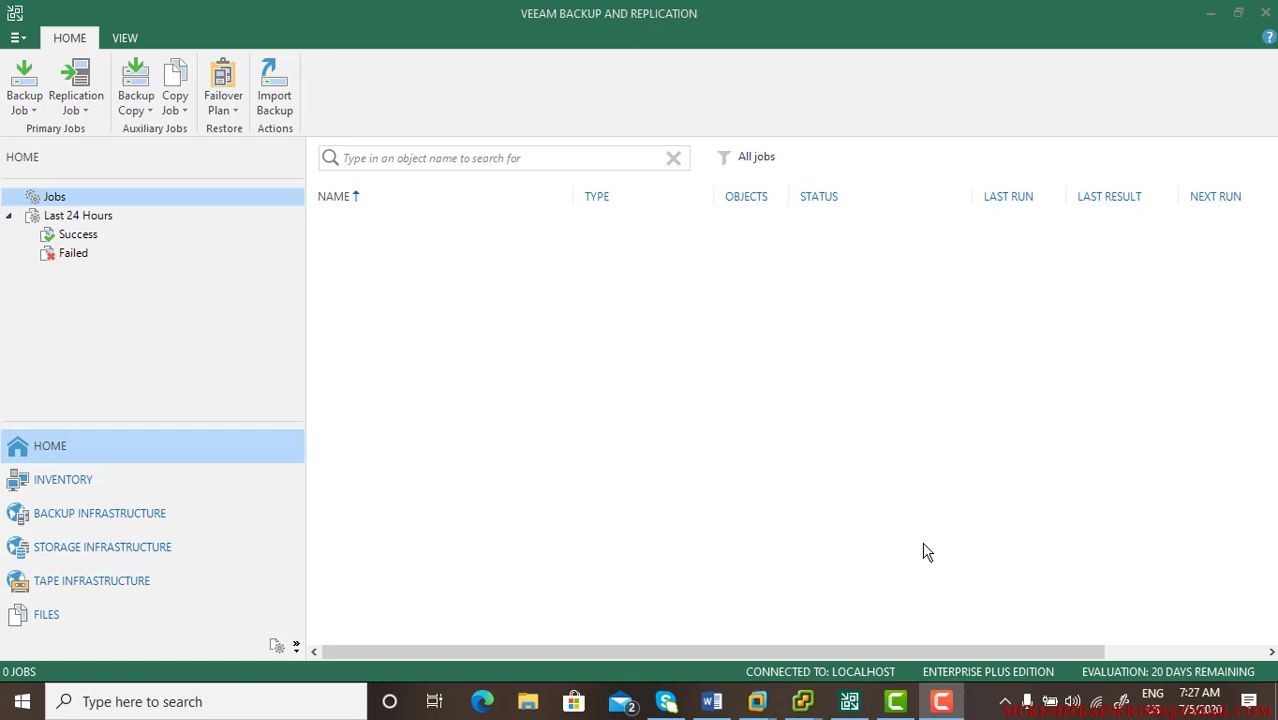 VEEAM BACKUP AND REPLICATION
HOME
VIEW
Backup Job
Replication Job
Backup Copy
Copy Job
Failover Plan
Import Backup
Primary Jobs
Auxiliary Jobs
Restore
Actions
HOME
Type in an object name to search for
All jobs
NAME
TYPE
OBJECTS
STATUS
LAST RUN
LAST RESULT
NEXT RUN
Jobs
Last 24 Hours
Success
Failed
HOME
INVENTORY
BACKUP INFRASTRUCTURE
STORAGE INFRASTRUCTURE
TAPE INFRASTRUCTURE
FILES
0 JOBS
CONNECTED TO: LOCALHOST
ENTERPRISE PLUS EDITION
EVALUATION: 20 DAYS REMAINING
Type here to search
2
ENG
7:27 AM
7/5/2020